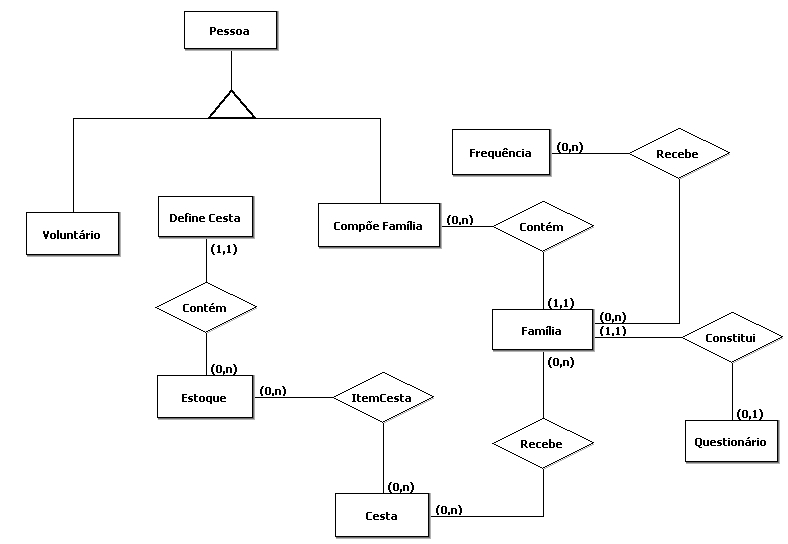 Pessoa
Frequência
(0,n)
Recebe
Voluntário
Define Cesta
Compõe Família
(0,n)
Contém
(1,1)
Contém
(1,1)
(0,n)
Família
(0,n)
(1,1)
Constitui
(0,n)
Estoque
(0,n)
ItemCesta
(0,n)
(0,1)
Questionário
Recebe
(0,n)
Cesta
(0,n)